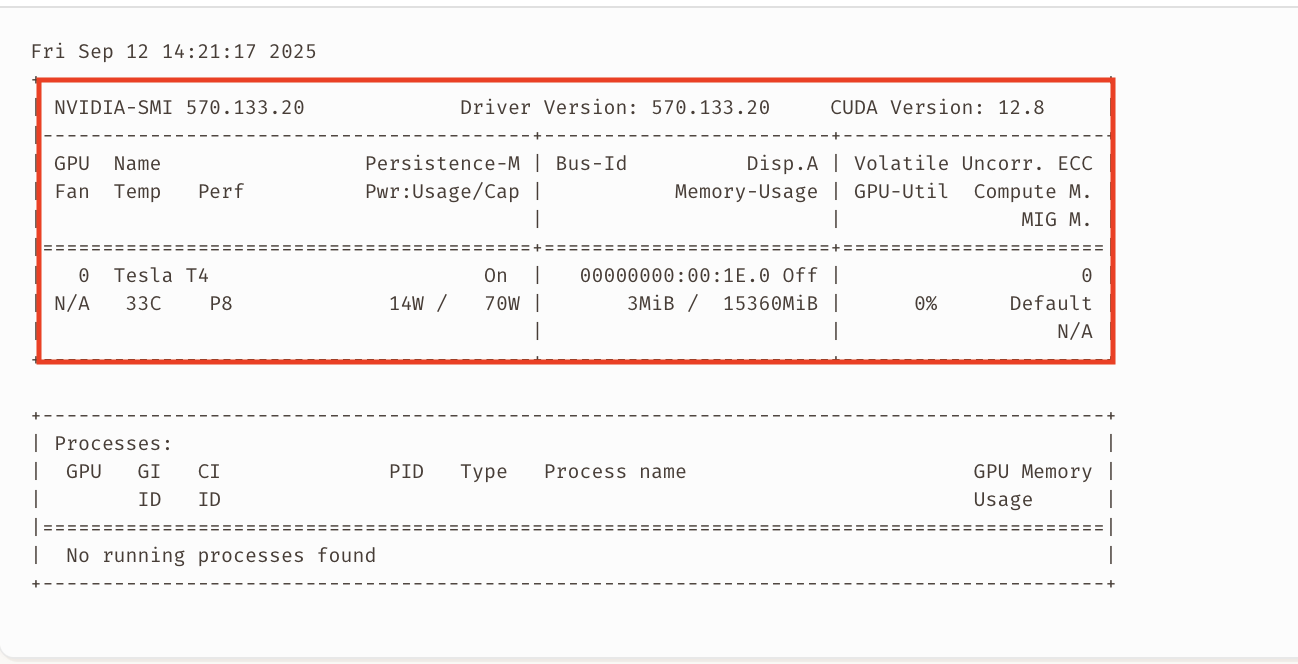 Fri Sep 12 14:21:17 2025
+
| NVIDIA-SMI 570.133.20             Driver Version: 570.133.20     CUDA Version: 12.8     |
|-----------------------------------------+------------------------+----------------------+
| GPU  Name                 Persistence-M | Bus-Id          Disp.A | Volatile Uncorr. ECC |
| Fan  Temp   Perf          Pwr:Usage/Cap |           Memory-Usage | GPU-Util  Compute M. |
|                                         |                        |               MIG M. |
|=========================================+========================+======================|
|   0  Tesla T4                       On  |   00000000:00:1E.0 Off |                    0 |
| N/A   33C    P8              14W /   70W |       3MiB /  15360MiB |      0%      Default |
|                                         |                        |                  N/A |
+-----------------------------------------+------------------------+----------------------+
+-----------------------------------------------------------------------------------------+
| Processes:                                                                              |
|  GPU   GI   CI              PID   Type   Process name                        GPU Memory |
|        ID   ID                                                               Usage      |
|=========================================================================================|
|  No running processes found                                                             |
+-----------------------------------------------------------------------------------------+